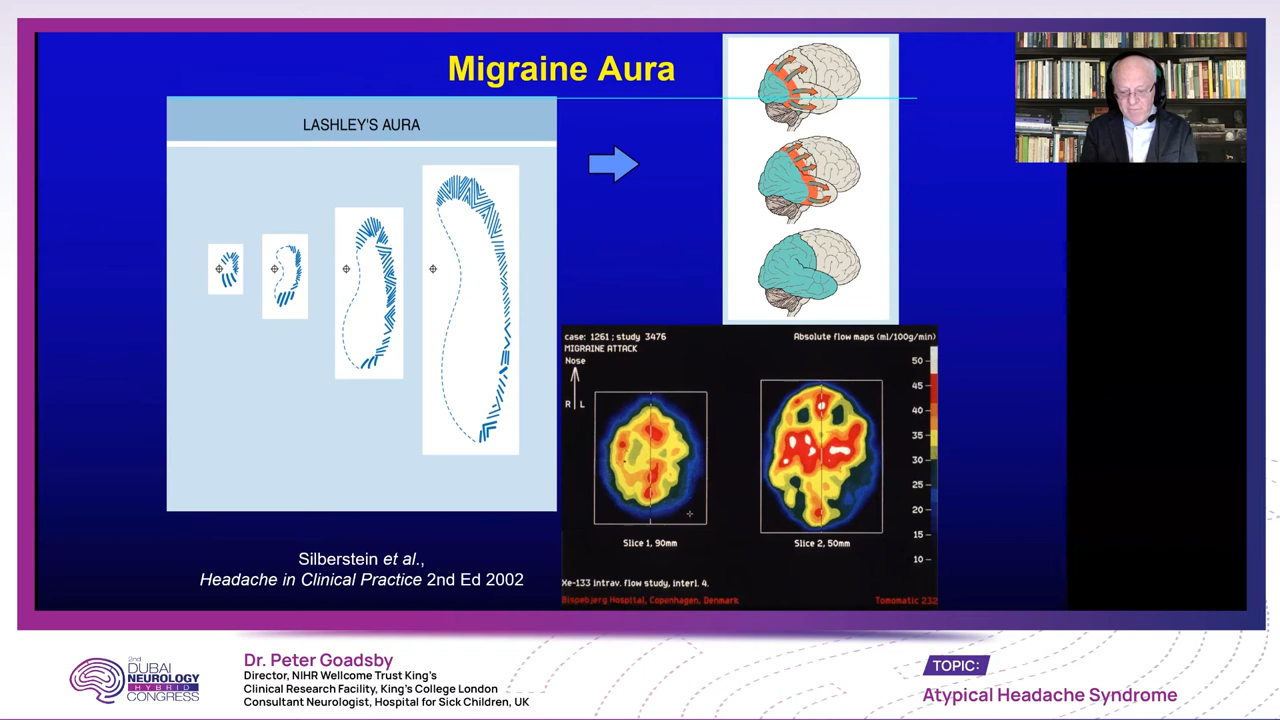 Migraine Aura
LASHLEY'S AURA
Silberstein et al.,
Headache in Clinical Practice 2nd Ed 2002
case: 1261; study 3476
MIGRAINE ATTACK
Nose
R L
Absolute flow maps (ml/100g/min)
50
45
40
35
30
25
20
15
10
Slice 1, 90mm
Slice 2, 50mm
Xe-133 intrav. flow study, interl. 4.
Bispebjerg Hospital, Copenhagen, Denmark
Tomomatic 232
2nd
DUBAI
NEUROLOGY
HYBRID
CONGRESS
Dr. Peter Goadsby
Director, NIHR Wellcome Trust King's
Clinical Research Facility, King's College London
Consultant Neurologist, Hospital for Sick Children, UK
TOPIC:
Atypical Headache Syndrome